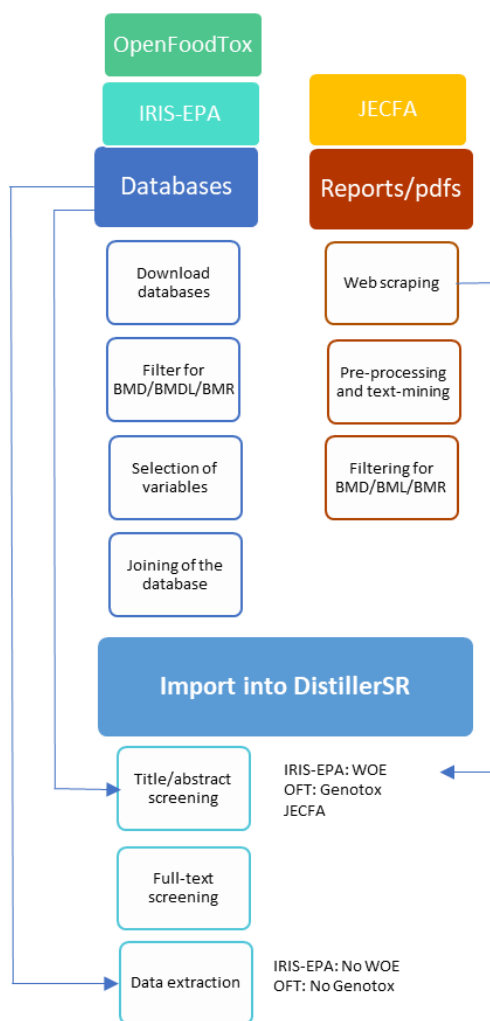 OpenFoodTox
IRIS-EPA
Databases
Download
databases
Filter for
BMD/BMDL/BMR
Selection of
variables
Joining of the
database
JECFA
Reports/pdfs
Web scraping
Pre-processing
and text-mining
Filtering for
BMD/BML/BMR
Import into DistillerSR
Title/abstract
screening
IRIS-EPA: WOE
OFT: Genotox
JECFA
Full-text
screening
Data extraction
IRIS-EPA: No WOE
OFT: No Genotox